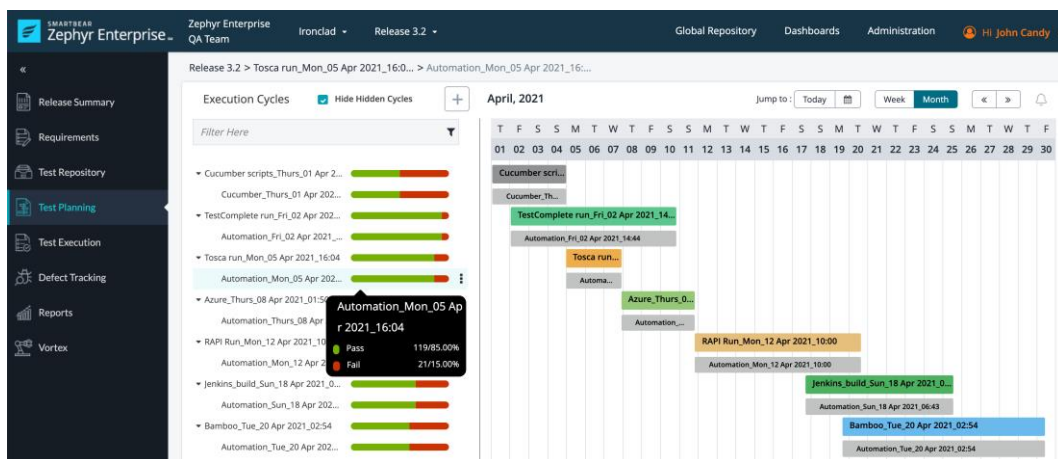 SMARTBEAR
Zephyr Enterprise
Zephyr Enterprise
QA Team
Ironclad
Release 3.2
Global Repository
Dashboards
Administration
Hi John Candy
«
Release Summary
Requirements
Test Repository
Test Planning
Test Execution
Defect Tracking
Reports
Vortex
Release 3.2 > Tosca run_Mon_05 Apr 2021_16:0... > Automation_Mon_05 Apr 2021_16:...
Execution Cycles
Hide Hidden Cycles
+
Filter Here
Cucumber scripts_Thurs_01 Apr 2...
Cucumber_Thurs_01 Apr 202...
TestComplete run_Fri_02 Apr 202...
Automation_Fri_02 Apr 2021_...
Tosca run_Mon_05 Apr 2021_16:04
Automation_Mon_05 Apr 202...
Azure_Thurs_08 Apr 2021_01:50
Automation_Thurs_08 Apr
RAPI Run_Mon_12 Apr 2021_10
Automation_Mon_12 Apr 2
Jenkins_build_Sun_18 Apr 2021_0...
Automation_Sun_18 Apr 202...
Bamboo_Tue_20 Apr 2021_02:54
Automation_Tue_20 Apr 202...
Automation_Mon_05 Ap
r 2021_16:04
Pass 119/85.00%
Fail 21/15.00%
April, 2021
Jump to : Today
Week Month
« »
T F S S M T W T F S S M T W T F S S M T W T F S S M T W T F
01 02 03 04 05 06 07 08 09 10 11 12 13 14 15 16 17 18 19 20 21 22 23 24 25 26 27 28 29 30
Cucumber scri...
Cucumber_Th...
TestComplete run_Fri_02 Apr 2021_14...
Automation_Fri_02 Apr 2021_14:44
Tosca run...
Automa...
Azure_Thurs_0...
Automation_...
RAPI Run_Mon_12 Apr 2021_10:00
Automation_Mon_12 Apr 2021_10:00
Jenkins_build_Sun_18 Apr 2021_0...
Automation_Sun_18 Apr 2021_06:43
Bamboo_Tue_20 Apr 2021_02:54
Automation_Tue_20 Apr 2021_02:54